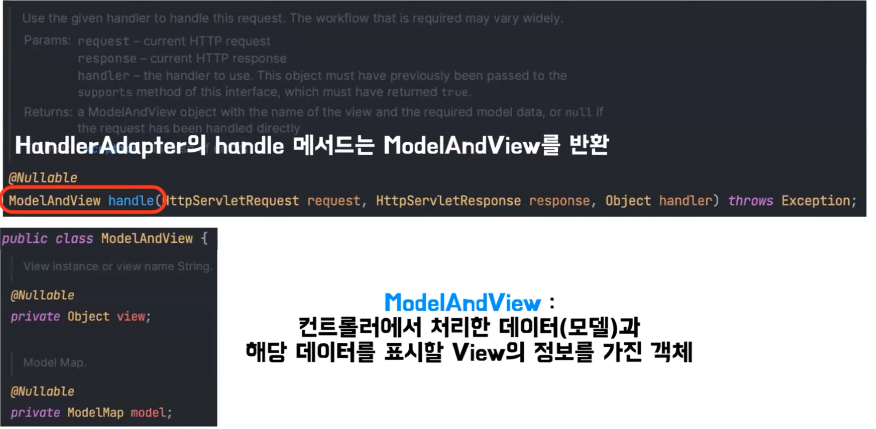 Use the given handler to handle this request. The workflow that is required may vary widely.
Params: request – current HTTP request
response – current HTTP response
handler – the handler to use. This object must have previously been passed to the
supports method of this interface, which must have returned true.
Returns: a ModelAndView object with the name of the view and the required model data, or null if
the request has been handled directly
HandlerAdapter의 handle 메서드는 ModelAndView를 반환
@Nullable
ModelAndView handle(HttpServletRequest request, HttpServletResponse response, Object handler) throws Exception;
public class ModelAndView {
View instance or view name String.
@Nullable
private Object view;
Model Map.
@Nullable
private ModelMap model;
ModelAndView :
컨트롤러에서 처리한 데이터(모델)과
해당 데이터를 표시할 View의 정보를 가진 객체